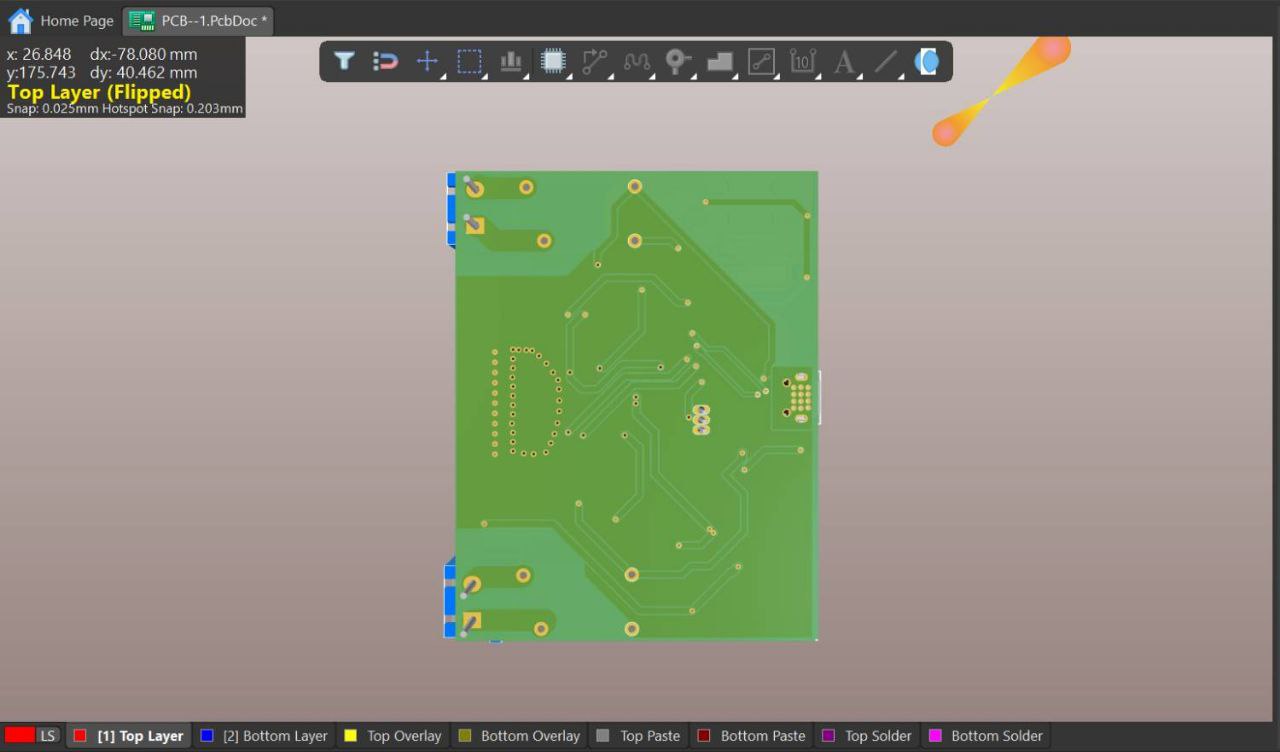 Home Page PCB--1.PcbDoc *
x: 26.848 dx:-78.080 mm
y:175.743 dy: 40.462 mm
Top Layer (Flipped)
Snap: 0.025mm Hotspot Snap: 0.203mm
10
A
LS [1] Top Layer [2] Bottom Layer Top Overlay Bottom Overlay Top Paste Bottom Paste Top Solder Bottom Solder